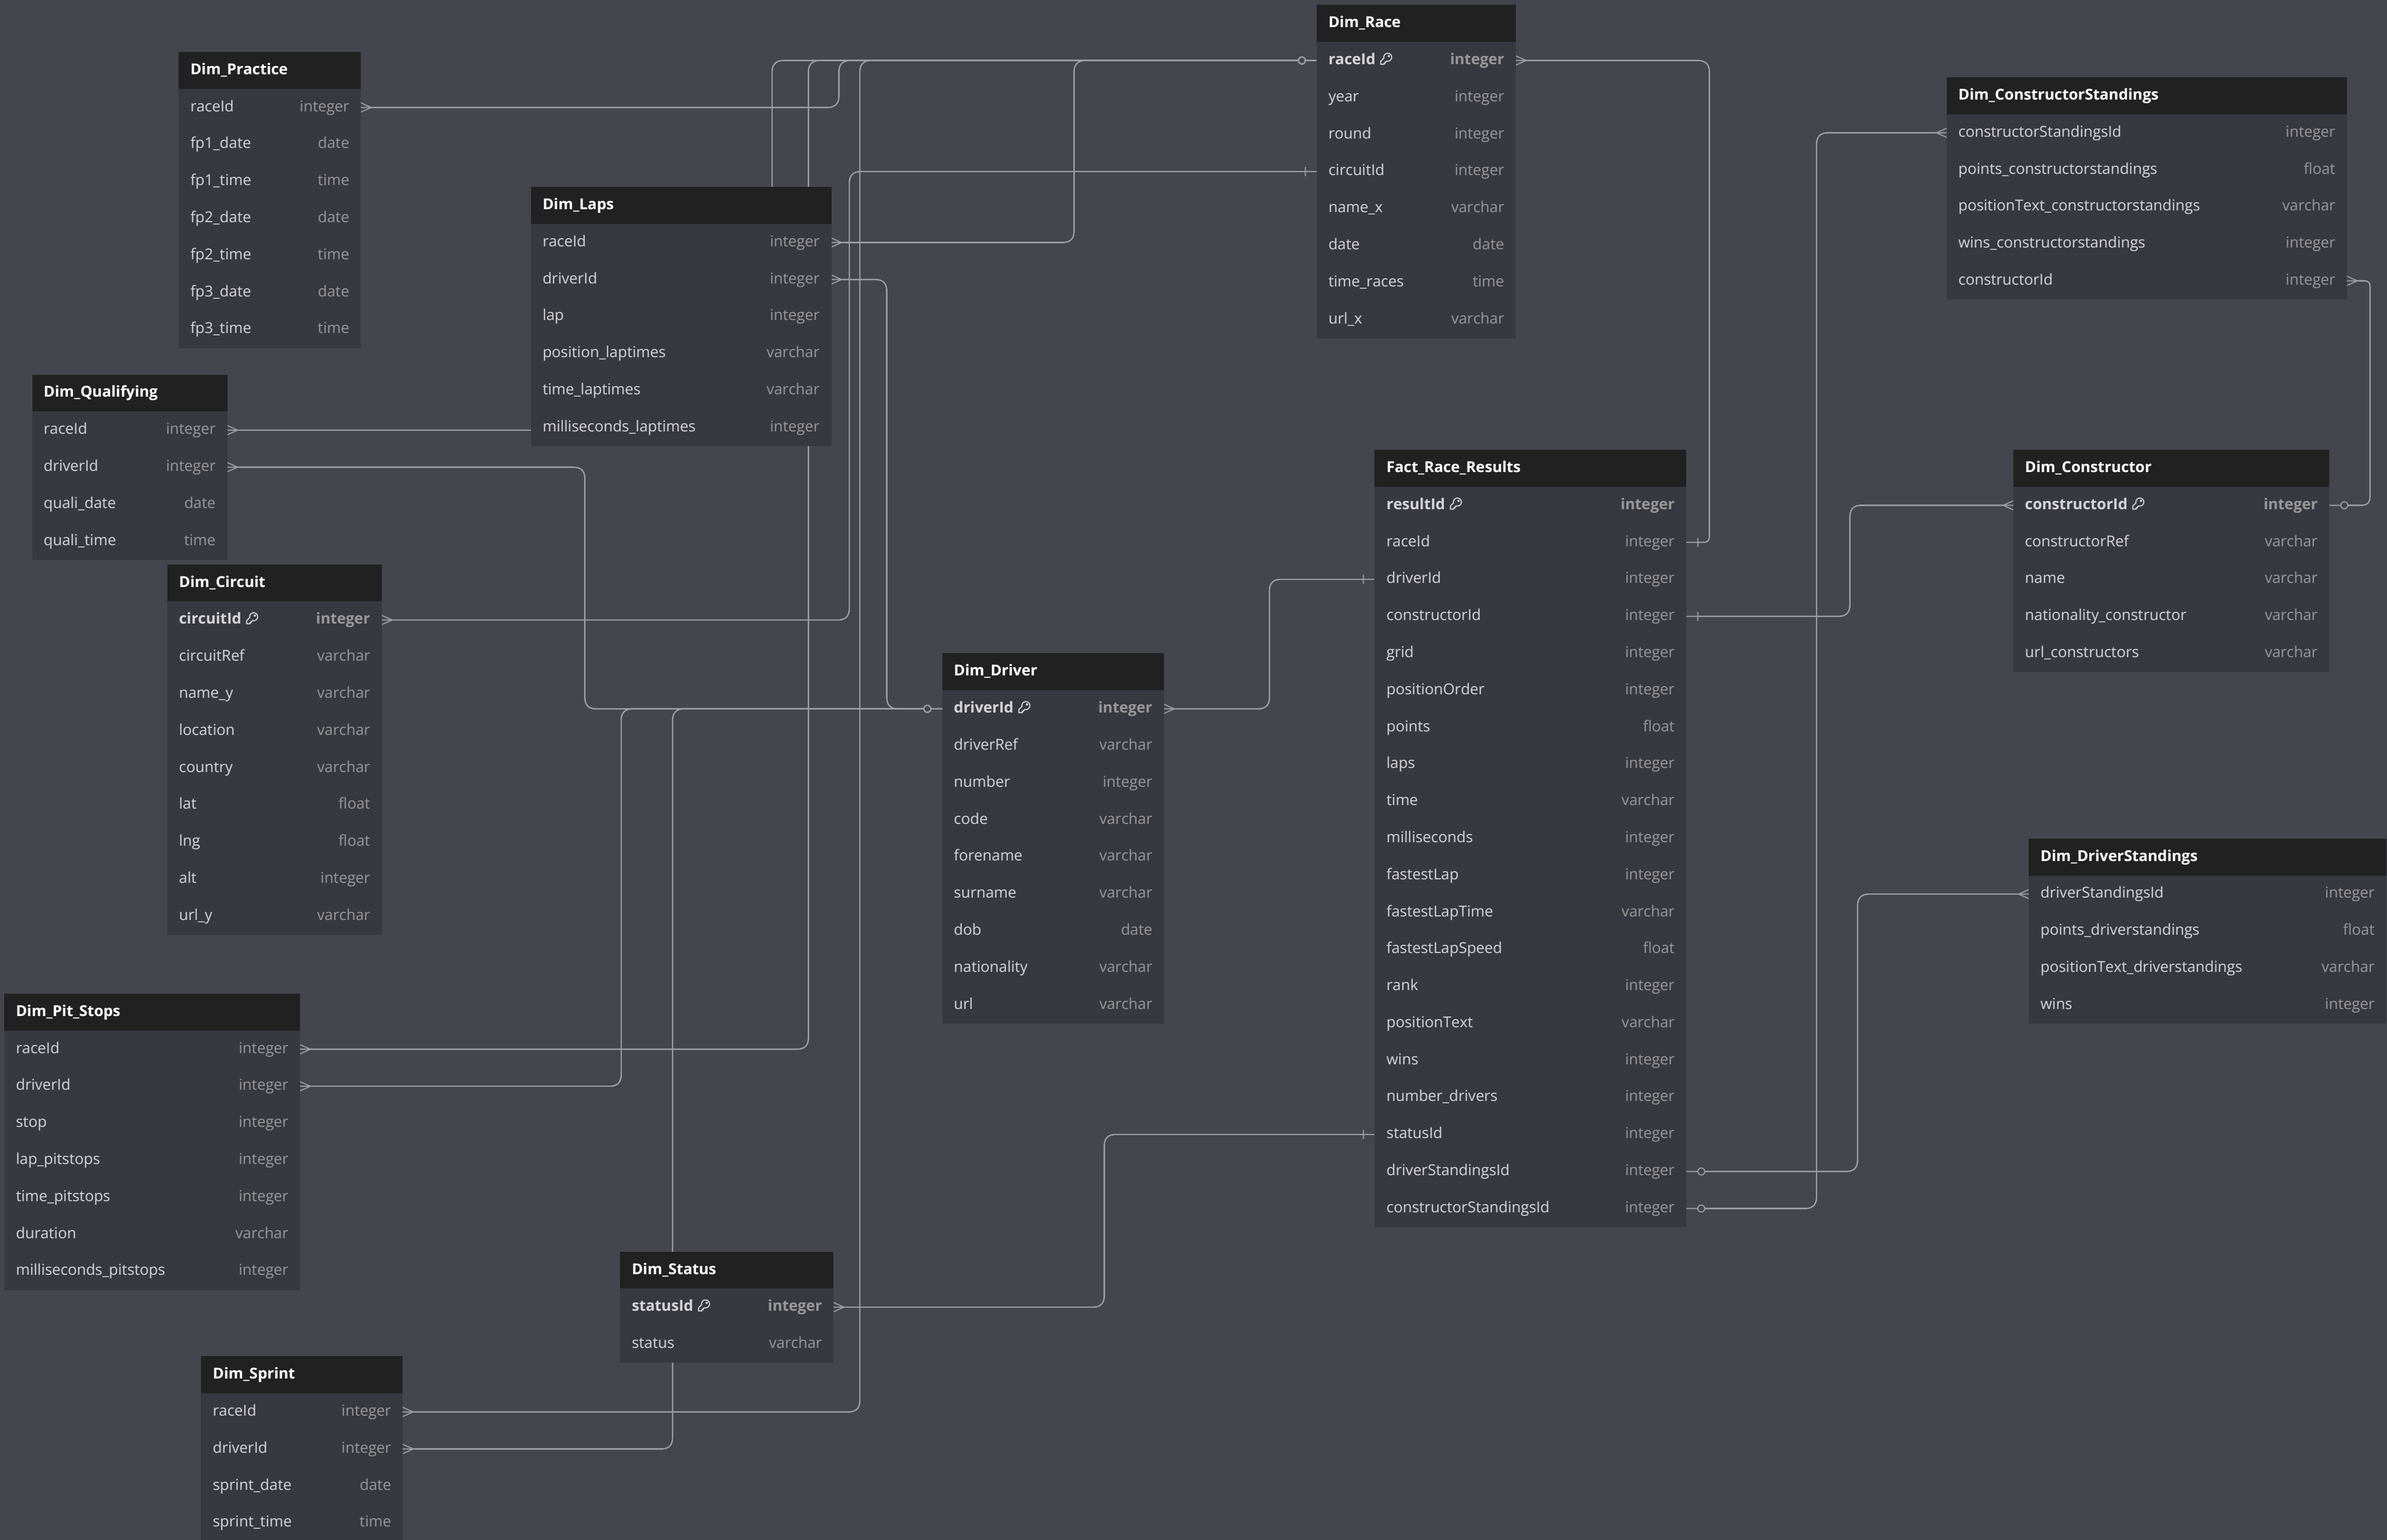 Dim_Practice
raceId integer
fp1_date date
fp1_time time
fp2_date date
fp2_time time
fp3_date date
fp3_time time
Dim_Laps
raceId integer
driverId integer
lap integer
position_laptimes varchar
time_laptimes varchar
milliseconds_laptimes integer
Dim_Race
raceId integer
year integer
round integer
circuitId integer
name_x varchar
date date
time_races time
url_x varchar
Dim_ConstructorStandings
constructorStandingsId integer
points_constructorstandings float
positionText_constructorstandings varchar
wins_constructorstandings integer
constructorId integer
Dim_Qualifying
raceId integer
driverId integer
quali_date date
quali_time time
Dim_Circuit
circuitId integer
circuitRef varchar
name_y varchar
location varchar
country varchar
lat float
lng float
alt integer
url_y varchar
Dim_Driver
driverId integer
driverRef varchar
number integer
code varchar
forename varchar
surname varchar
dob date
nationality varchar
url varchar
Fact_Race_Results
resultId integer
raceId integer
driverId integer
constructorId integer
grid integer
positionOrder integer
points float
laps integer
time varchar
milliseconds integer
fastestLap integer
fastestLapTime varchar
fastestLapSpeed float
rank integer
positionText varchar
wins integer
number_drivers integer
statusId integer
driverStandingsId integer
constructorStandingsId integer
Dim_Constructor
constructorId integer
constructorRef varchar
name varchar
nationality_constructor varchar
url_constructors varchar
Dim_DriverStandings
driverStandingsId integer
points_driverstandings float
positionText_driverstandings varchar
wins integer
Dim_Pit_Stops
raceId integer
driverId integer
stop integer
lap_pitstops integer
time_pitstops integer
duration varchar
milliseconds_pitstops integer
Dim_Status
statusId integer
status varchar
Dim_Sprint
raceId integer
driverId integer
sprint_date date
sprint_time time